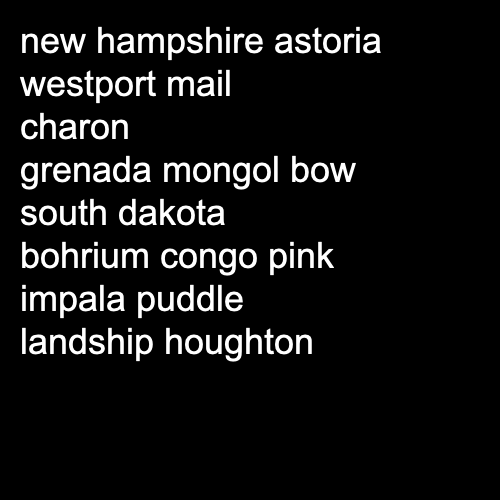 new hampshire astoria
westport mail
charon
grenada mongol bow
south dakota
bohrium congo pink
impala puddle
landship houghton